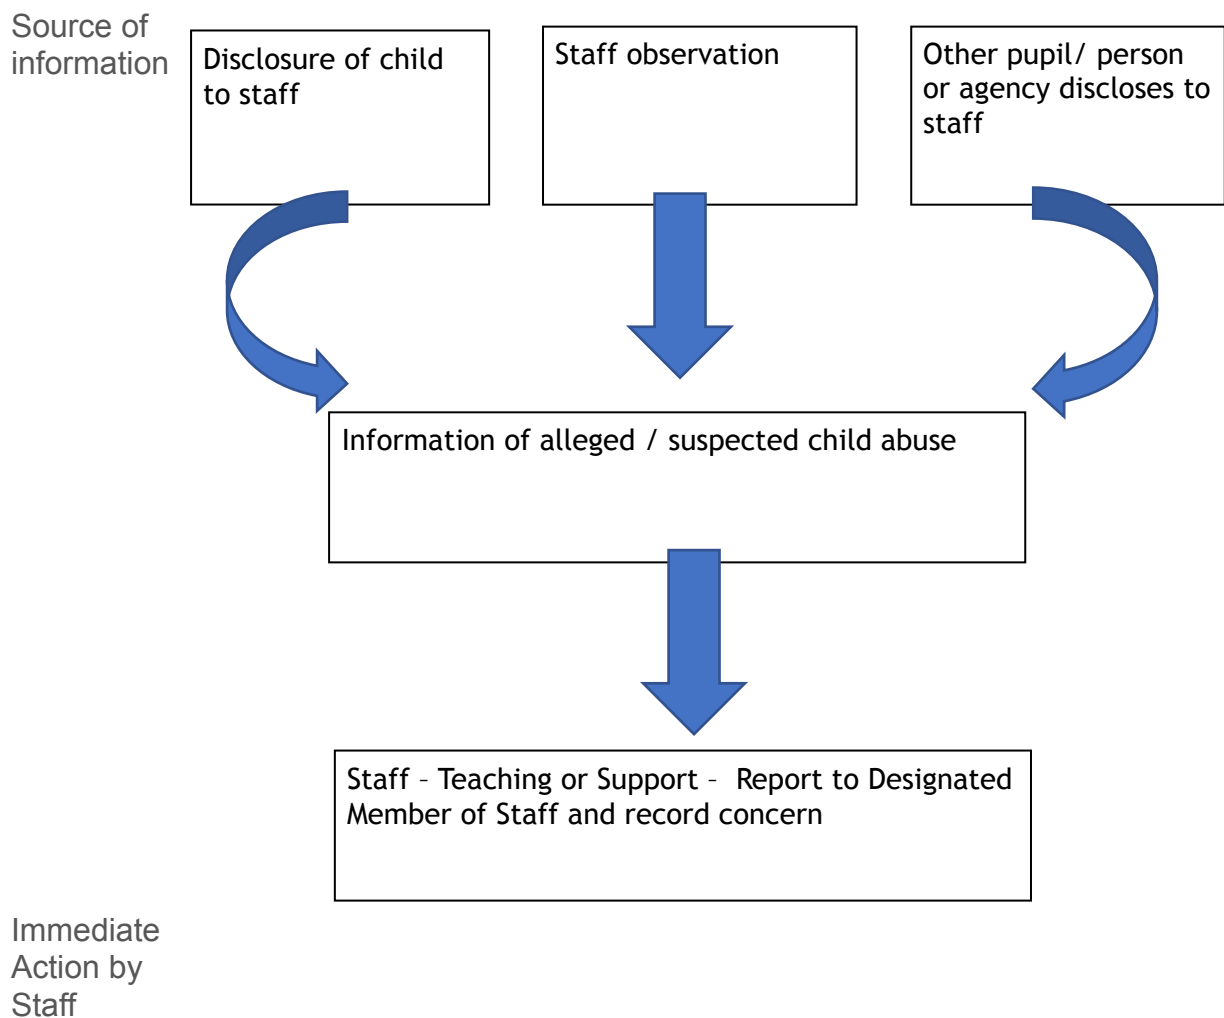 Source of
information
Disclosure of child
to staff
Staff observation
Other pupil/ person
or agency discloses to
staff
Information of alleged / suspected child abuse
Staff – Teaching or Support –  Report to Designated
Member of Staff and record concern
Immediate
Action by
Staff